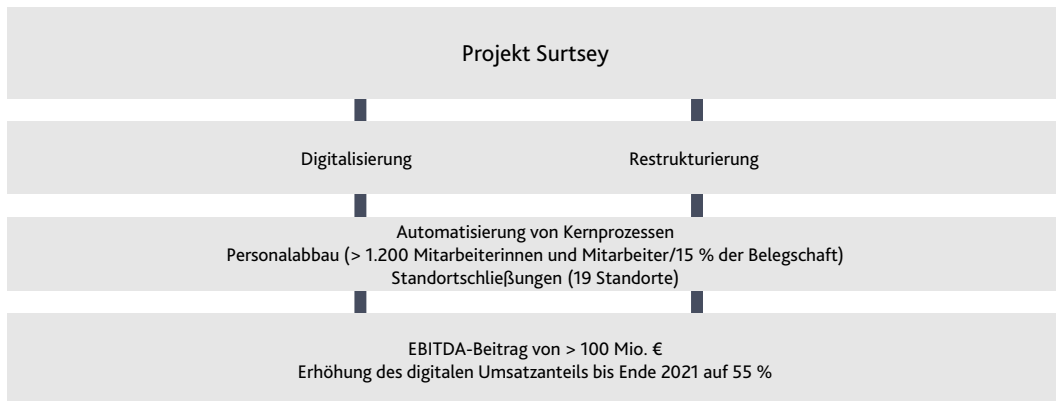 Projekt Surtsey
Digitalisierung
Restrukturierung
Automatisierung von Kernprozessen
Personalabbau (> 1.200 Mitarbeiterinnen und Mitarbeiter/15 % der Belegschaft)
Standortschließungen (19 Standorte)
EBITDA-Beitrag von > 100 Mio. €
Erhöhung des digitalen Umsatzanteils bis Ende 2021 auf 55 %